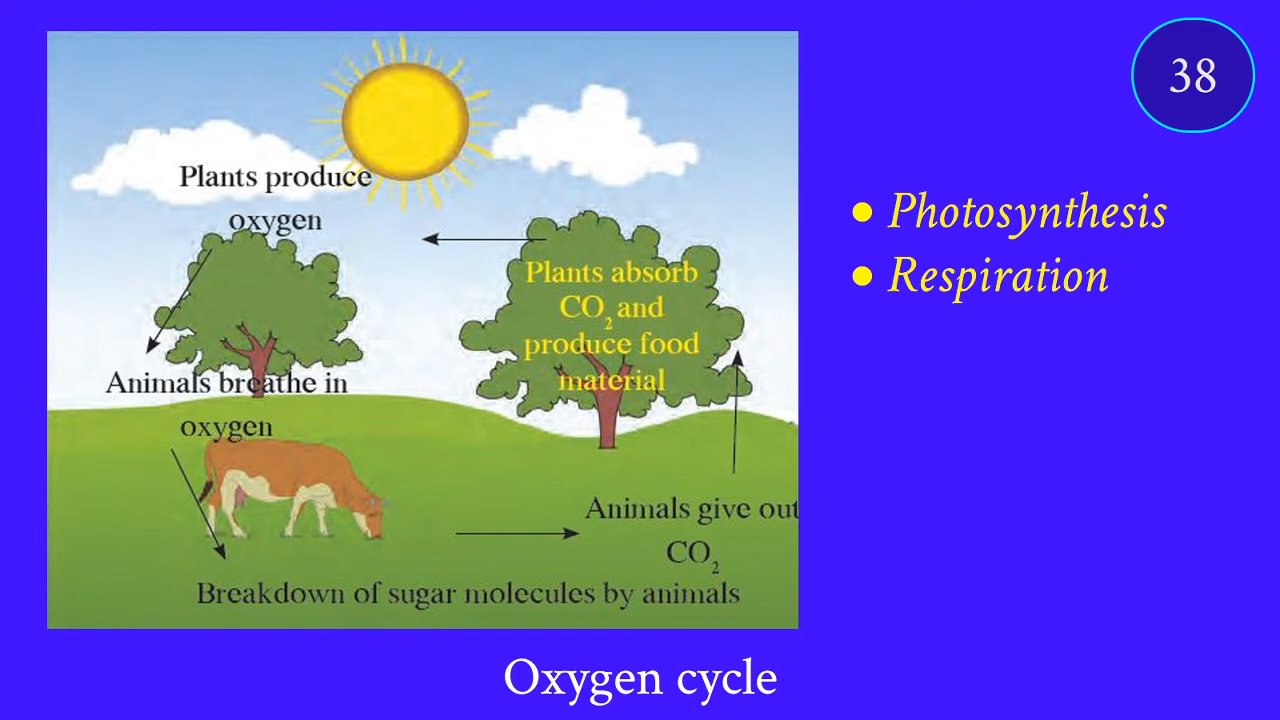 38
Plants produce
oxygen
Plants absorb
CO₂ and
produce food
material
Animals breathe in
oxygen
Animals give out
CO₂
Breakdown of sugar molecules by animals
● Photosynthesis
● Respiration
Oxygen cycle